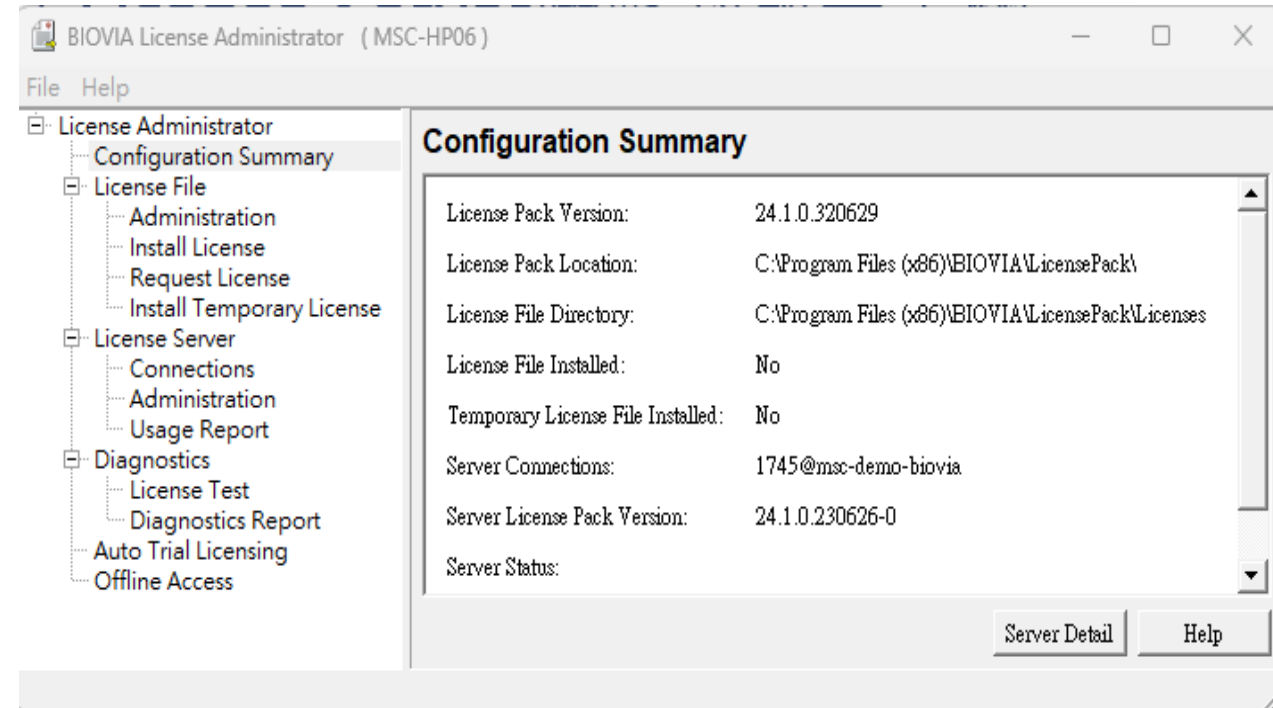 BIOVIA License Administrator ( MSC-HP06 )
File Help
License Administrator
Configuration Summary
License File
Administration
Install License
Request License
Install Temporary License
License Server
Connections
Administration
Usage Report
Diagnostics
License Test
Diagnostics Report
Auto Trial Licensing
Offline Access
Configuration Summary
License Pack Version: 24.1.0.320629
License Pack Location: C:\Program Files (x86)\BIOVIA\LicensePack\
License File Directory: C:\Program Files (x86)\BIOVIA\LicensePack\Licenses
License File Installed: No
Temporary License File Installed: No
Server Connections: 1745@msc-demo-biovia
Server License Pack Version: 24.1.0.230626-0
Server Status:
Server Detail Help